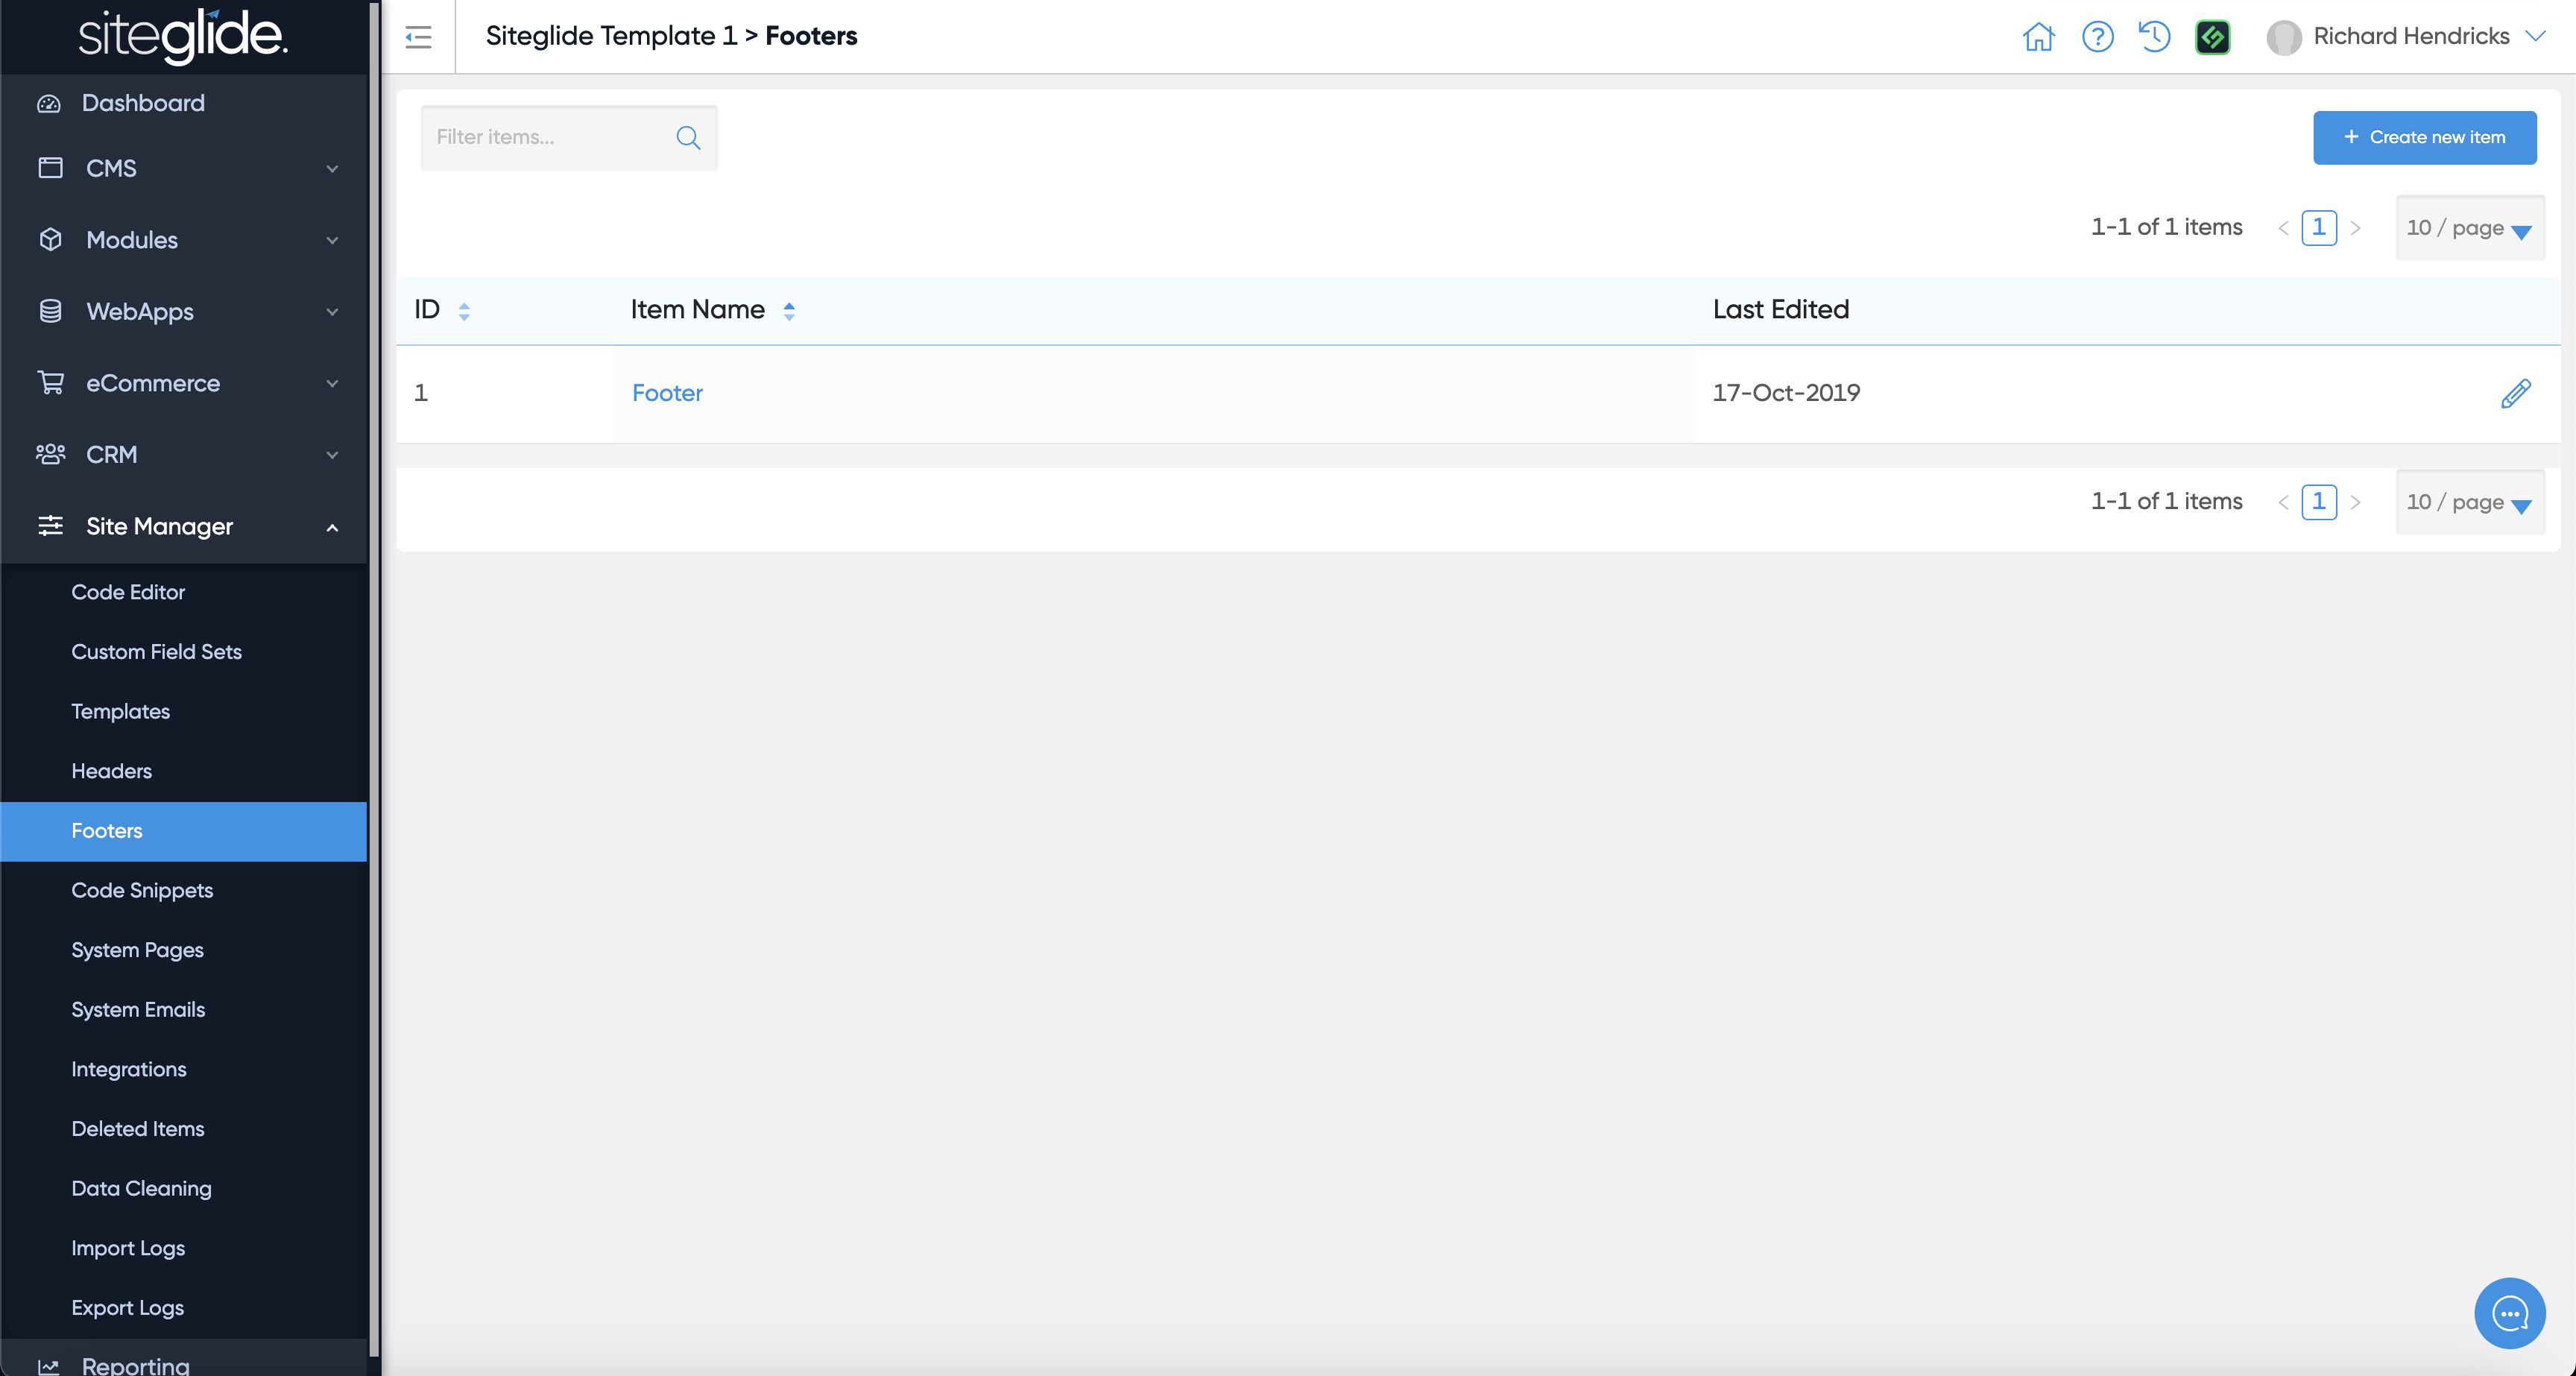 siteglide.
Siteglide Template 1 > Footers
Richard Hendricks
Dashboard
CMS
Modules
WebApps
eCommerce
CRM
Site Manager
Code Editor
Custom Field Sets
Templates
Headers
Footers
Code Snippets
System Pages
System Emails
Integrations
Deleted Items
Data Cleaning
Import Logs
Export Logs
Reporting
Filter items...
+ Create new item
1-1 of 1 items < 1 > 10 / page
ID Item Name Last Edited
1 Footer 17-Oct-2019
1-1 of 1 items < 1 > 10 / page